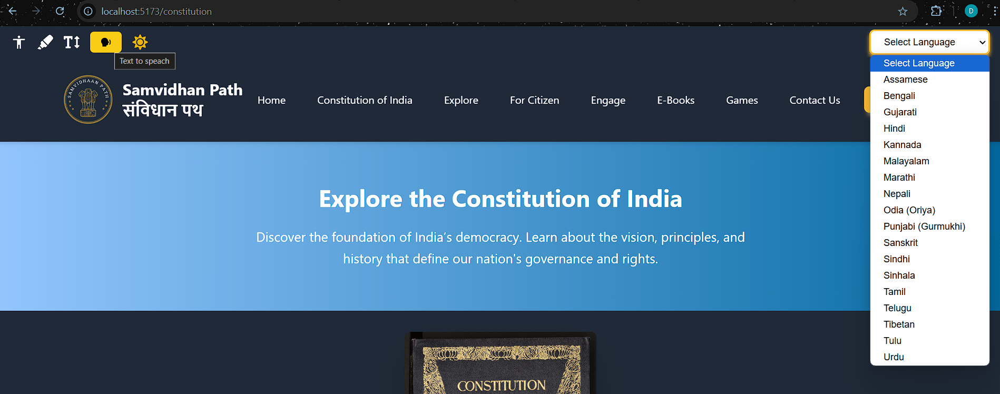 localhost:5173/constitution
D
T
Select Language
Text to speach
Select Language
Assamese
Bengali
Gujarati
Hindi
Kannada
Malayalam
Marathi
Nepali
Odia (Oriya)
Punjabi (Gurmukhi)
Sanskrit
Sindhi
Sinhala
Tamil
Telugu
Tibetan
Tulu
Urdu
SAMVIDHAAN PATH
Samvidhan Path
संविधान पथ
Home
Constitution of India
Explore
For Citizen
Engage
E-Books
Games
Contact Us
Explore the Constitution of India
Discover the foundation of India's democracy. Learn about the vision, principles, and
history that define our nation's governance and rights.
CONSTITUTION